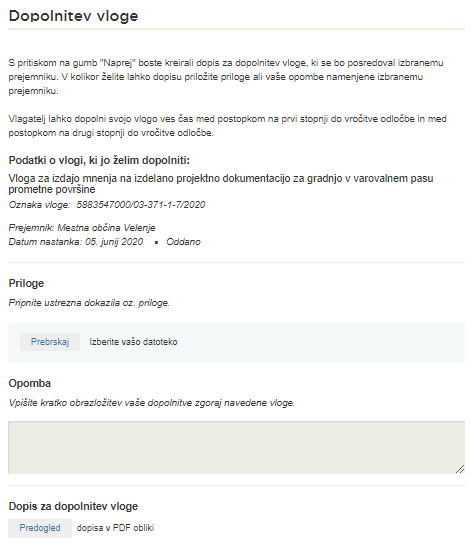 Dopolnitev vloge
S pritiskom na gumb "Naprej" boste kreirali dopis za dopolnitev vloge, ki se bo posredoval izbranemu
prejemniku. V kolikor želite lahko dopisu priložite priloge ali vaše opombe namenjene izbranemu
prejemniku.
Vlagatelj lahko dopolni svojo vlogo ves čas med postopkom na prvi stopnji do vročitve odločbe in med
postopkom na drugi stopnji do vročitve odločbe.
Podatki o vlogi, ki jo želim dopolniti:
Vloga za izdajo mnenja na izdelano projektno dokumentacijo za gradnjo v varovalnem pasu
prometne površine
Oznaka vloge: 5883547000/03-371-1-7/2020
Prejemnik: Mestna občina Velenje
Datum nastanka: 05. junij 2020 • Oddano
Priloge
Pripnite ustrezna dokazila oz. priloge.
Prebrskaj Izberite vašo datoteko
Opomba
Vpišite kratko obrazložitev vaše dopolnitve zgoraj navedene vloge.
Dopis za dopolnitev vloge
Predogled dopisa v PDF obliki